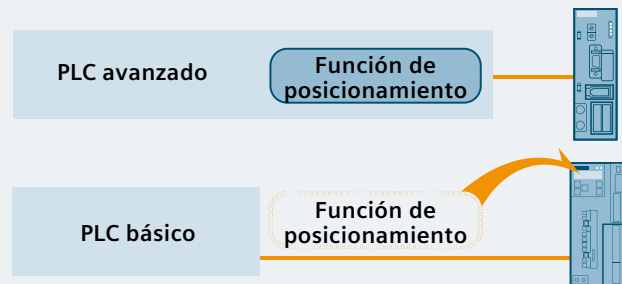 PLC avanzado
Función de
posicionamiento
PLC básico
Función de
posicionamiento